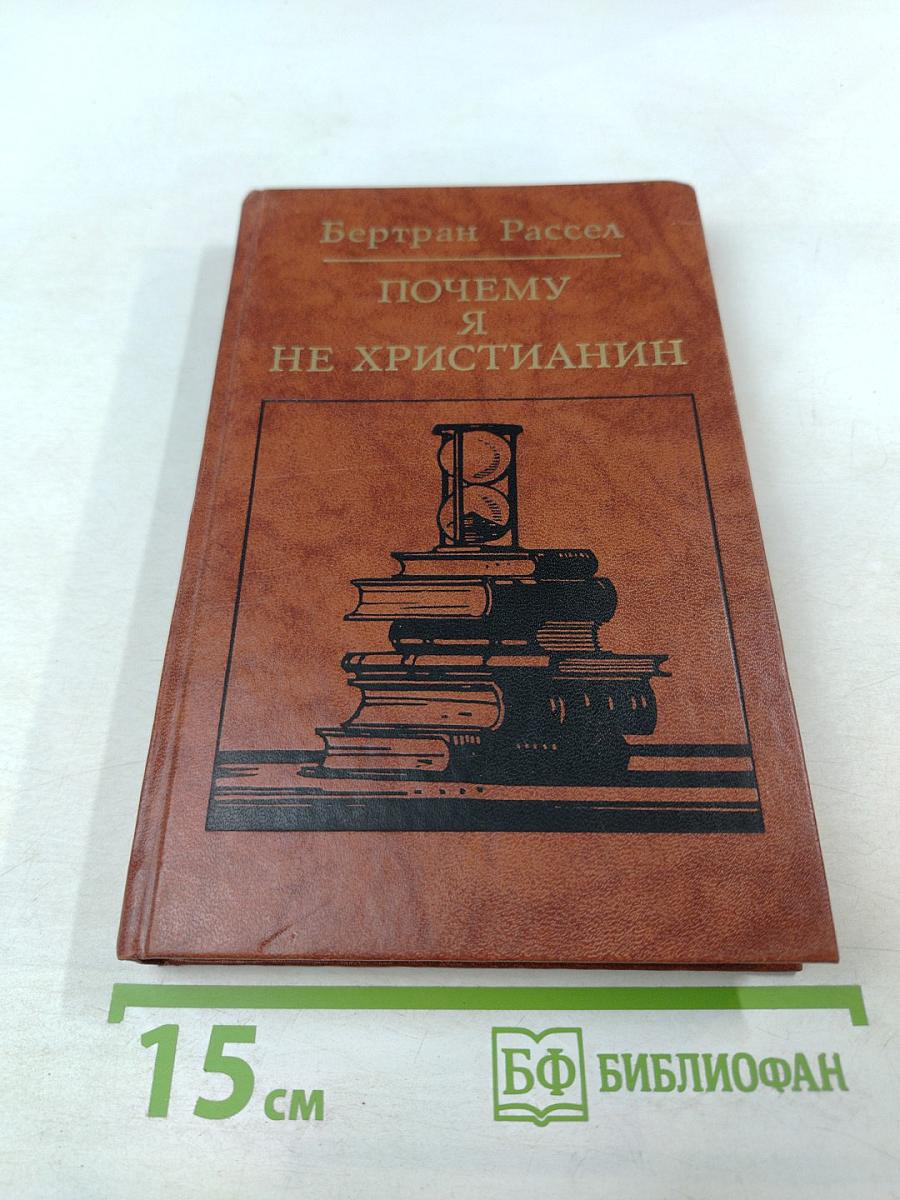 Бертран Рассел
ПОЧЕМУ
Я
НЕ ХРИСТИАНИН
15 см
БФ БИБЛИОФАН